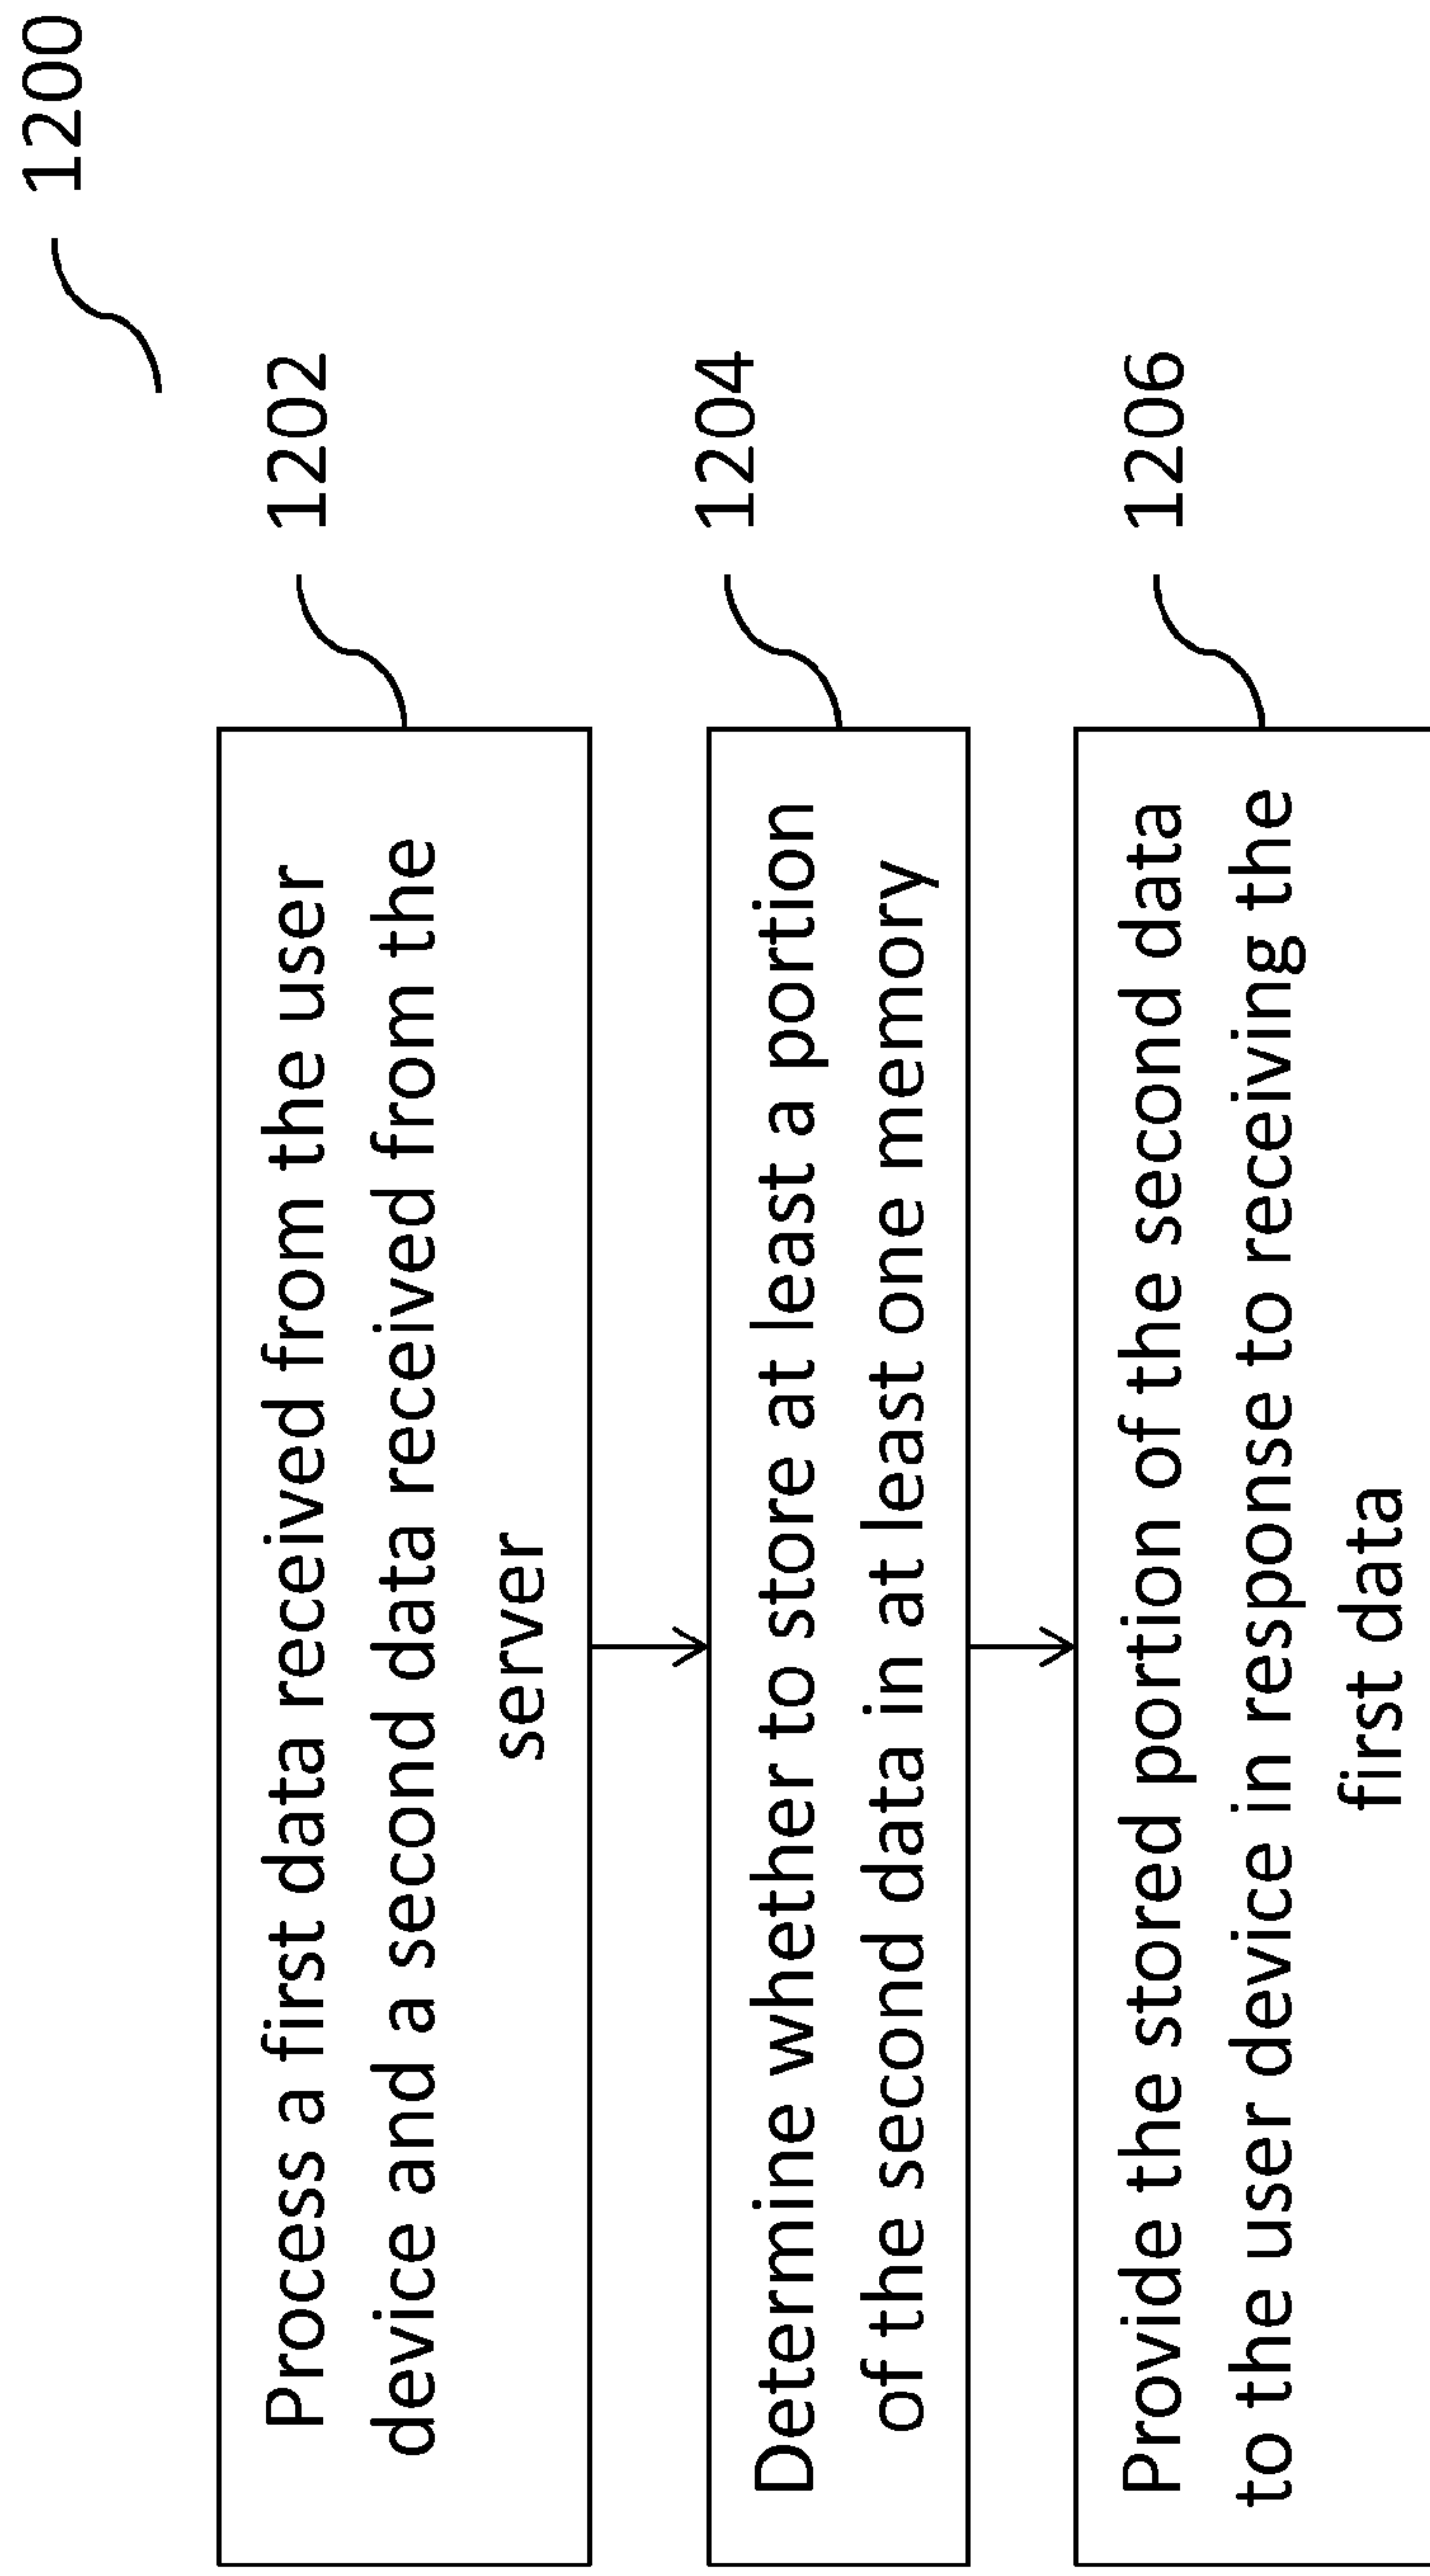 1200
Process a first data received from the user
device and a second data received from the
server
1202
Determine whether to store at least a portion
of the second data in at least one memory
1204
Provide the stored portion of the second data
to the user device in response to receiving the
first data
1206